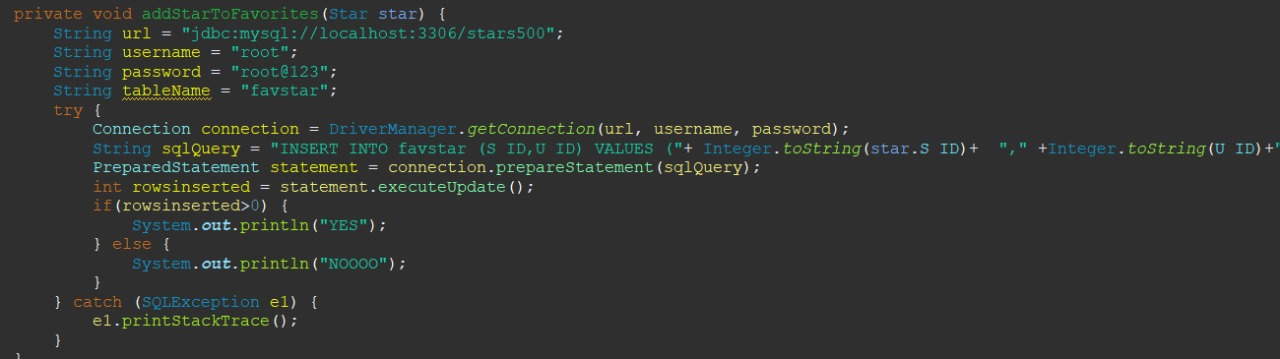 private void addStarToFavorites(Star star) {
    String url = "jdbc:mysql://localhost:3306/stars500";
    String username = "root";
    String password = "root@123";
    String tableName = "favstar";
    try {
        Connection connection = DriverManager.getConnection(url, username, password);
        String sqlQuery = "INSERT INTO favstar (S ID,U ID) VALUES ("+ Integer.toString(star.S ID)+  "," +Integer.toString(U ID)+"
        PreparedStatement statement = connection.prepareStatement(sqlQuery);
        int rowsinserted = statement.executeUpdate();
        if(rowsinserted>0) {
            System.out.println("YES");
        } else {
            System.out.println("NOOOO");
        }
    } catch (SQLException e1) {
        e1.printStackTrace();
    }
}